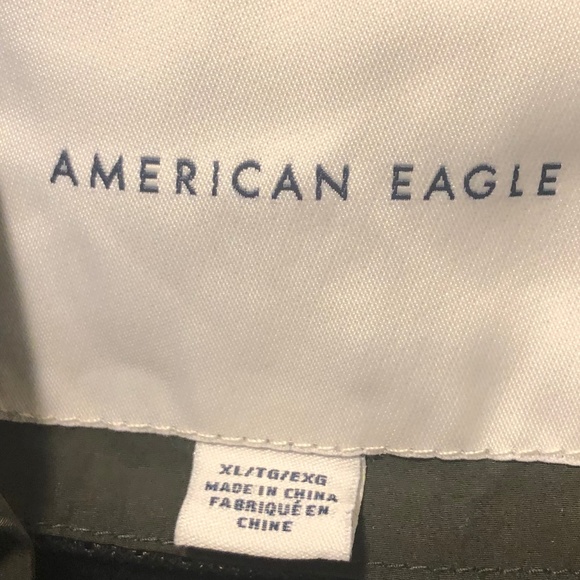 AMERICAN EAGLE
XL/TG/EXG
MADE IN CHINA
FABRIQUÉ EN
CHINE